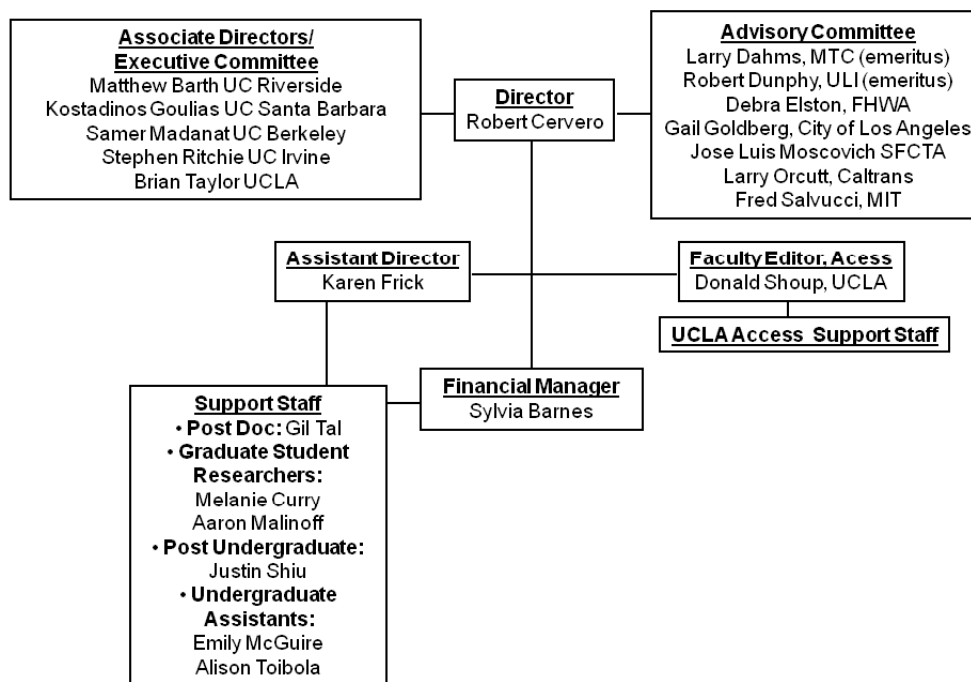 Associate Directors/
Executive Committee
Matthew Barth UC Riverside
Kostadinos Goulias UC Santa Barbara
Samer Madanat UC Berkeley
Stephen Ritchie UC Irvine
Brian Taylor UCLA
Director
Robert Cervero
Advisory Committee
Larry Dahms, MTC (emeritus)
Robert Dunphy, ULI (emeritus)
Debra Elston, FHWA
Gail Goldberg, City of Los Angeles
Jose Luis Moscovich SFCTA
Larry Orcutt, Caltrans
Fred Salvucci, MIT
Assistant Director
Karen Frick
Faculty Editor, Acess
Donald Shoup, UCLA
UCLA Access Support Staff
Financial Manager
Sylvia Barnes
Support Staff
• Post Doc: Gil Tal
• Graduate Student
Researchers:
Melanie Curry
Aaron Malinoff
• Post Undergraduate:
Justin Shiu
• Undergraduate
Assistants:
Emily McGuire
Alison Toibola